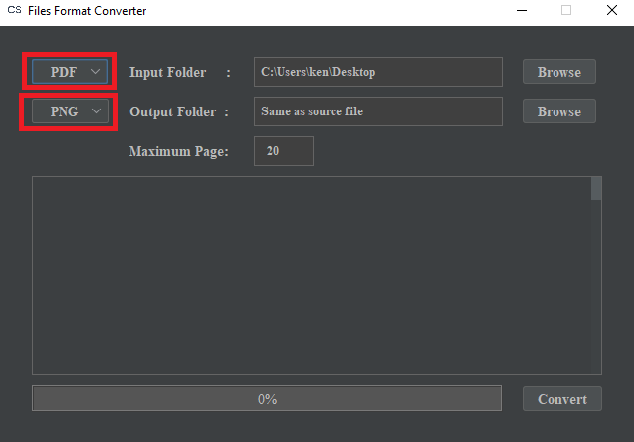 CS Files Format Converter
PDF Input Folder : C:\Users\ken\Desktop Browse
PNG Output Folder : Same as source file Browse
Maximum Page: 20
0% Convert